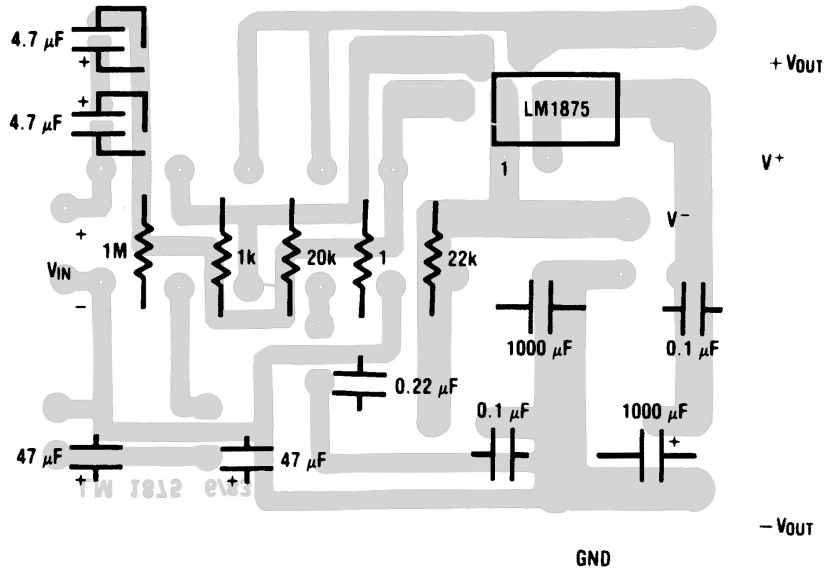 4.7 μF
+
+
4.7 μF
LM1875
1
+ VOUT
V+
V−
+
VIN
−
1M
1k
20k
1
22k
1000 μF
0.1 μF
0.22 μF
0.1 μF
1000 μF
+
47 μF
+
47 μF
+
LM 1875 6/83
− VOUT
GND